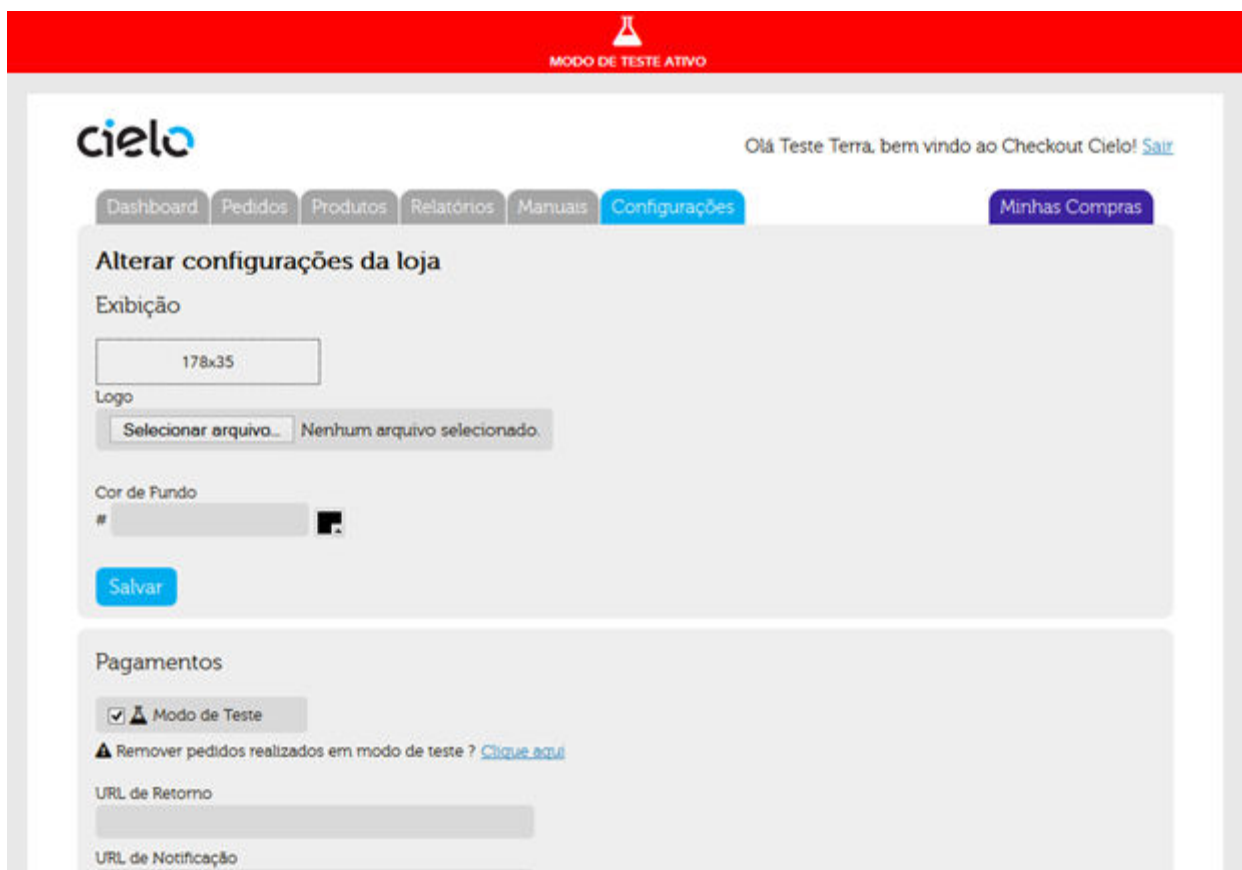 MODO DE TESTE ATIVO
cielo
Olá Teste Terra, bem vindo ao Checkout Cielo! Sair
Dashboard Pedidos Produtos Relatórios Manuais Configurações Minhas Compras
Alterar configurações da loja
Exibição
178x35
Logo
Selecionar arquivo... Nenhum arquivo selecionado.
Cor de Fundo
#
Salvar
Pagamentos
Modo de Teste
Remover pedidos realizados em modo de teste ? Clique aqui
URL de Retorno
URL de Notificação